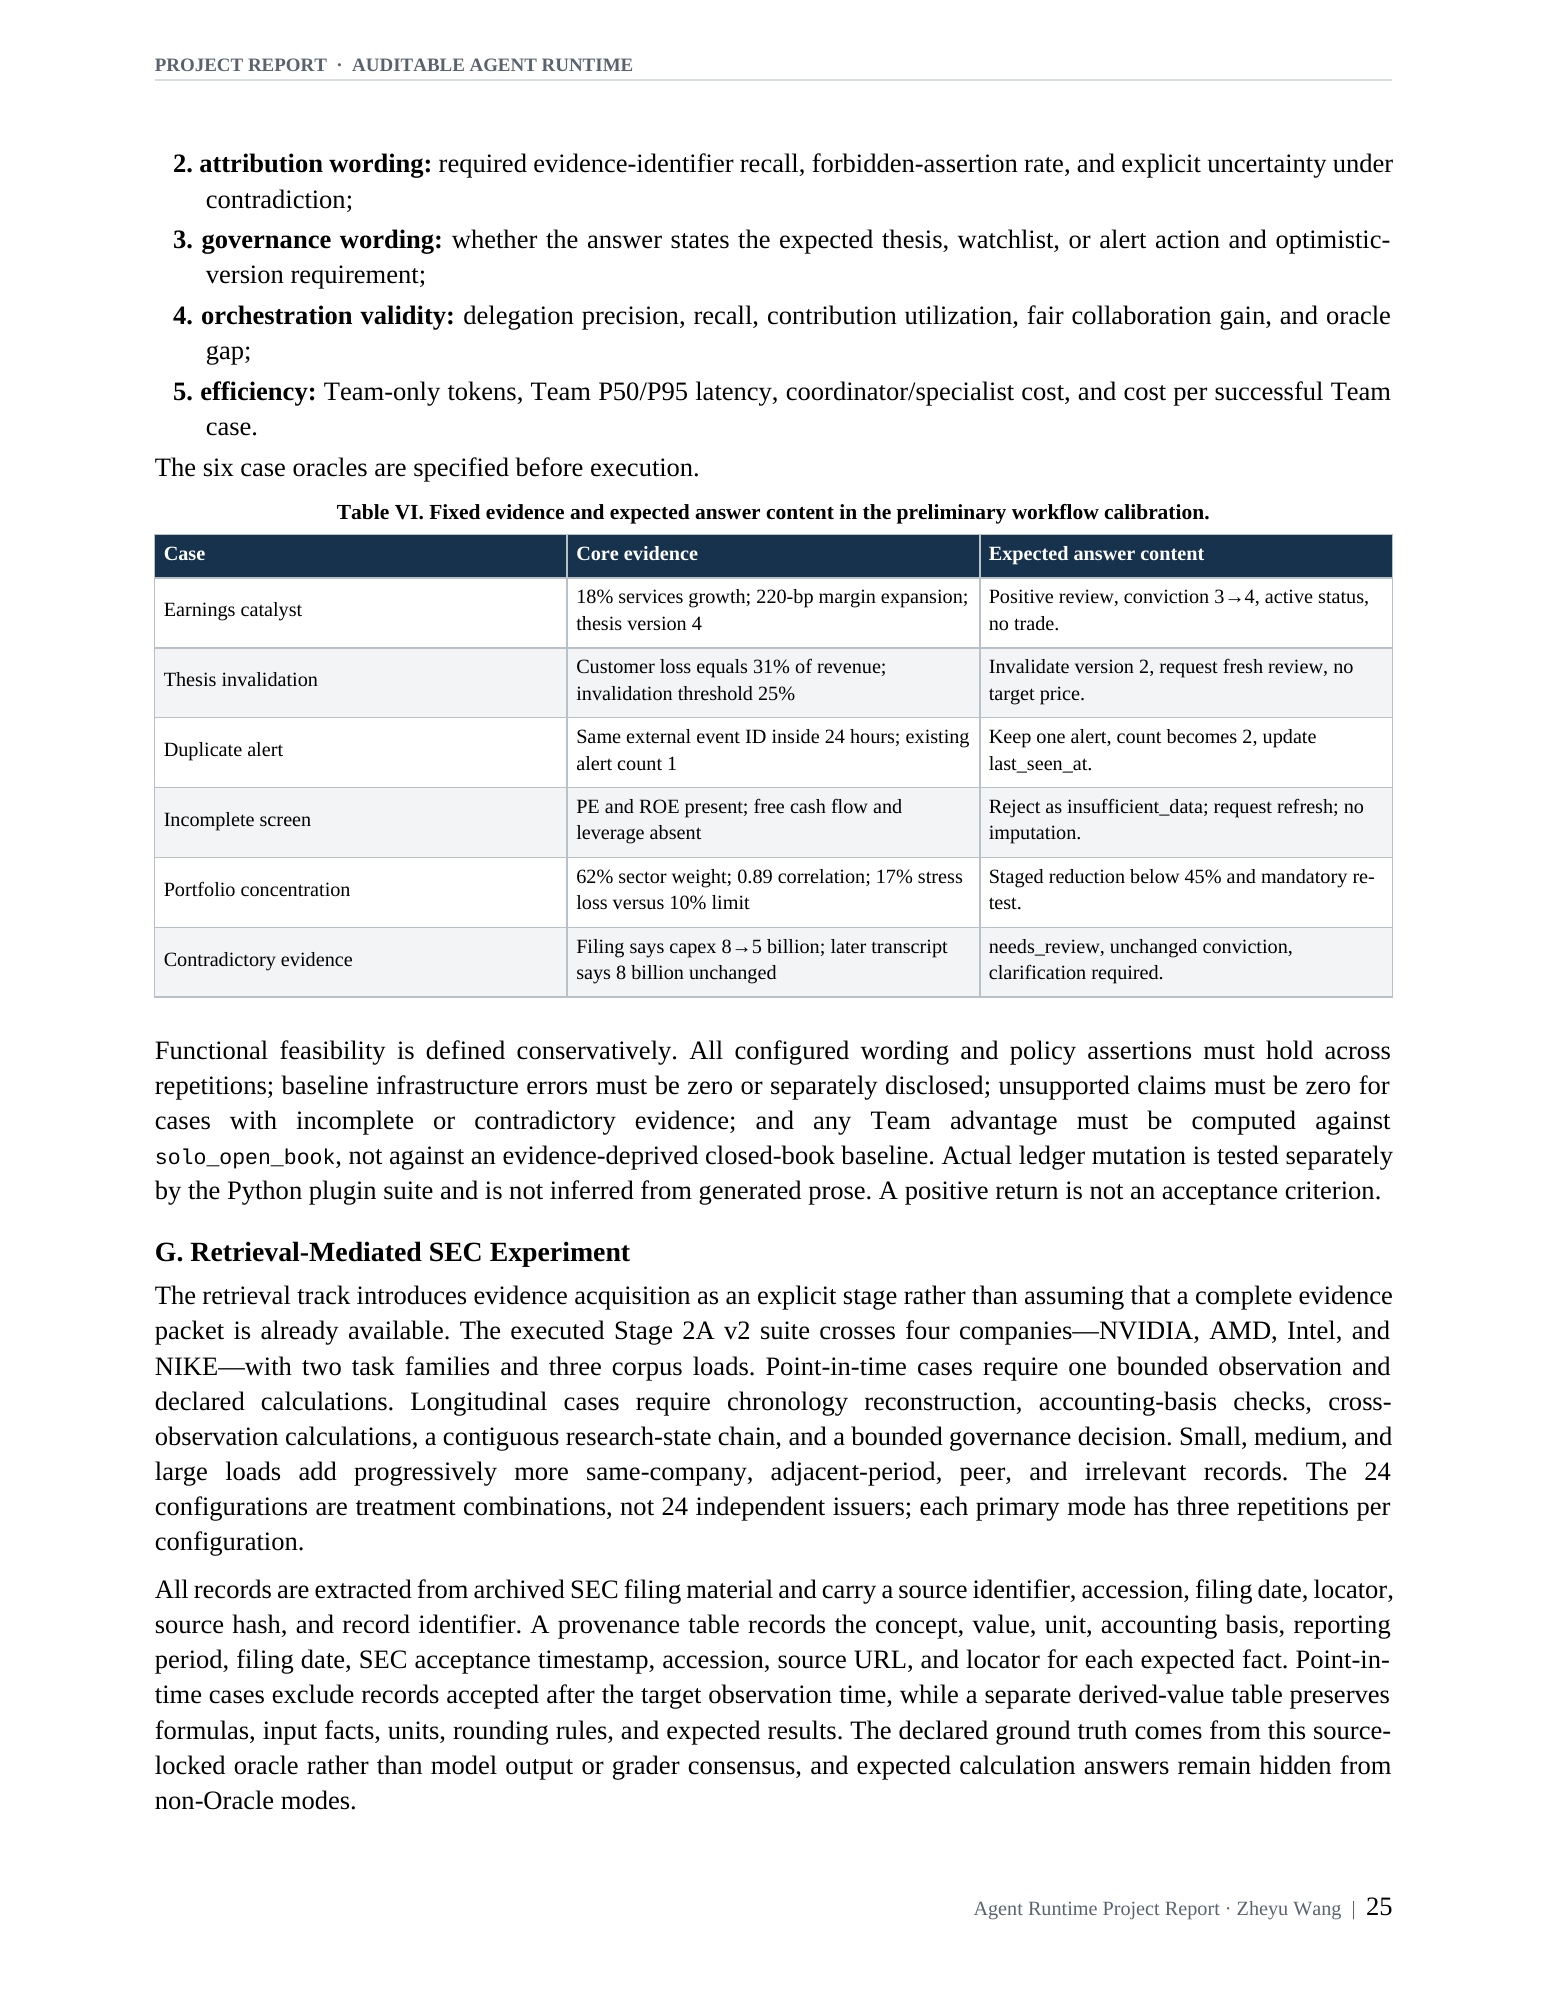 PROJECT REPORT · AUDITABLE AGENT RUNTIME
2. attribution wording: required evidence-identifier recall, forbidden-assertion rate, and explicit uncertainty under
contradiction;
3. governance wording: whether the answer states the expected thesis, watchlist, or alert action and optimistic-
version requirement;
4. orchestration validity: delegation precision, recall, contribution utilization, fair collaboration gain, and oracle
gap;
5. efficiency: Team-only tokens, Team P50/P95 latency, coordinator/specialist cost, and cost per successful Team
case.
The six case oracles are specified before execution.
Table VI. Fixed evidence and expected answer content in the preliminary workflow calibration.
Case Core evidence Expected answer content
Earnings catalyst
18% services growth; 220-bp margin expansion;
thesis version 4
Positive review, conviction 3→4, active status,
no trade.
Thesis invalidation
Customer loss equals 31% of revenue;
invalidation threshold 25%
Invalidate version 2, request fresh review, no
target price.
Duplicate alert
Same external event ID inside 24 hours; existing
alert count 1
Keep one alert, count becomes 2, update
last_seen_at.
Incomplete screen
PE and ROE present; free cash flow and
leverage absent
Reject as insufficient_data; request refresh; no
imputation.
Portfolio concentration
62% sector weight; 0.89 correlation; 17% stress
loss versus 10% limit
Staged reduction below 45% and mandatory re-
test.
Contradictory evidence
Filing says capex 8→5 billion; later transcript
says 8 billion unchanged
needs_review, unchanged conviction,
clarification required.
Functional feasibility is defined conservatively. All configured wording and policy assertions must hold across
repetitions; baseline infrastructure errors must be zero or separately disclosed; unsupported claims must be zero for
cases with incomplete or contradictory evidence; and any Team advantage must be computed against
solo_open_book, not against an evidence-deprived closed-book baseline. Actual ledger mutation is tested separately
by the Python plugin suite and is not inferred from generated prose. A positive return is not an acceptance criterion.
G. Retrieval-Mediated SEC Experiment
The retrieval track introduces evidence acquisition as an explicit stage rather than assuming that a complete evidence
packet is already available. The executed Stage 2A v2 suite crosses four companies—NVIDIA, AMD, Intel, and
NIKE—with two task families and three corpus loads. Point-in-time cases require one bounded observation and
declared calculations. Longitudinal cases require chronology reconstruction, accounting-basis checks, cross-
observation calculations, a contiguous research-state chain, and a bounded governance decision. Small, medium, and
large loads add progressively more same-company, adjacent-period, peer, and irrelevant records. The 24
configurations are treatment combinations, not 24 independent issuers; each primary mode has three repetitions per
configuration.
All records are extracted from archived SEC filing material and carry a source identifier, accession, filing date, locator,
source hash, and record identifier. A provenance table records the concept, value, unit, accounting basis, reporting
period, filing date, SEC acceptance timestamp, accession, source URL, and locator for each expected fact. Point-in-
time cases exclude records accepted after the target observation time, while a separate derived-value table preserves
formulas, input facts, units, rounding rules, and expected results. The declared ground truth comes from this source-
locked oracle rather than model output or grader consensus, and expected calculation answers remain hidden from
non-Oracle modes.
Agent Runtime Project Report · Zheyu Wang | 25